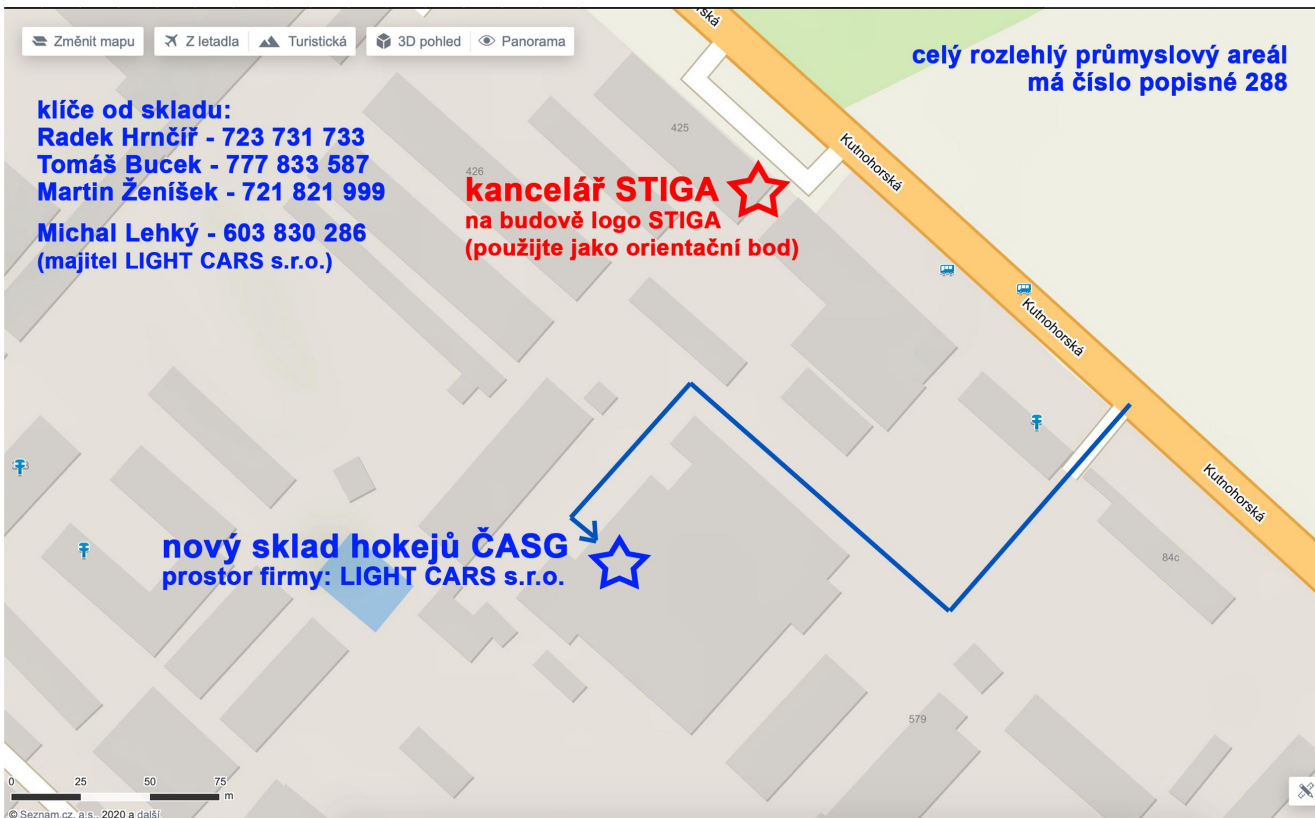 Změnit mapu
Z letadla
Turistická
3D pohled
Panorama
celý rozlehlý průmyslový areál
má číslo popisné 288
klíče od skladu:
Radek Hrnčíř - 723 731 733
Tomáš Bucek - 777 833 587
Martin Ženíšek - 721 821 999
Michal Lehký - 603 830 286
(majitel LIGHT CARS s.r.o.)
425
426
Kutnohorská
kancelář STIGA
na budově logo STIGA
(použijte jako orientační bod)
Kutnohorská
Kutnohorská
nový sklad hokejů ČASG
prostor firmy: LIGHT CARS s.r.o.
84c
579
0 25 50 75
m
© Seznam.cz, a.s., 2020 a další